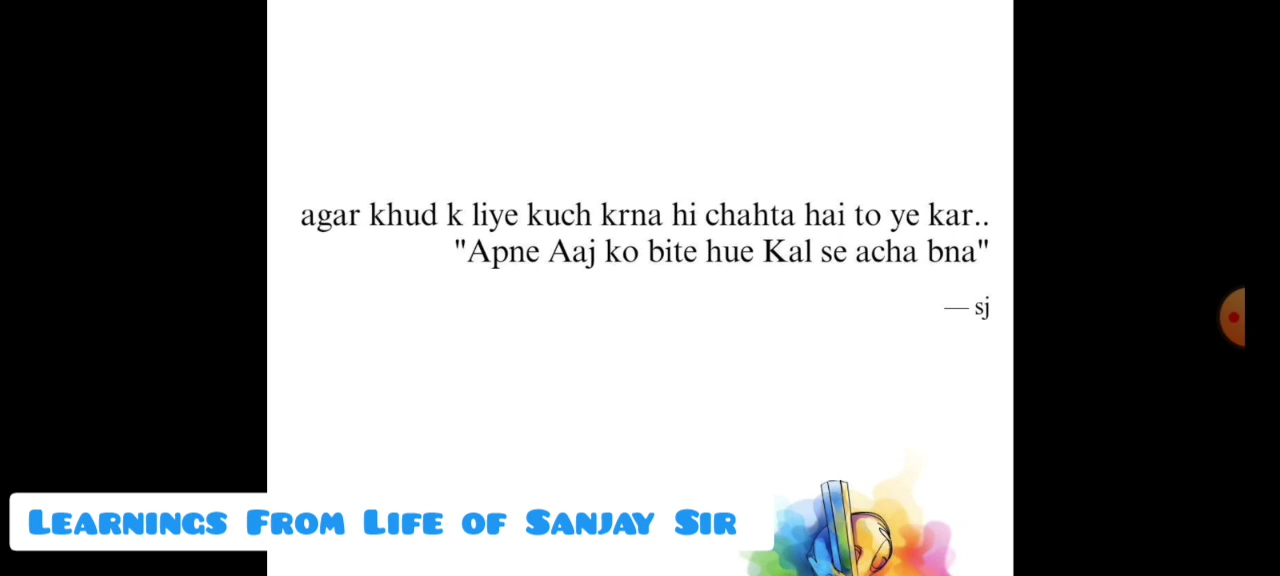 agar khud k liye kuch krna hi chahta hai to ye kar..
"Apne Aaj ko bite hue Kal se acha bna"
— sj
Learnings From Life of Sanjay Sir